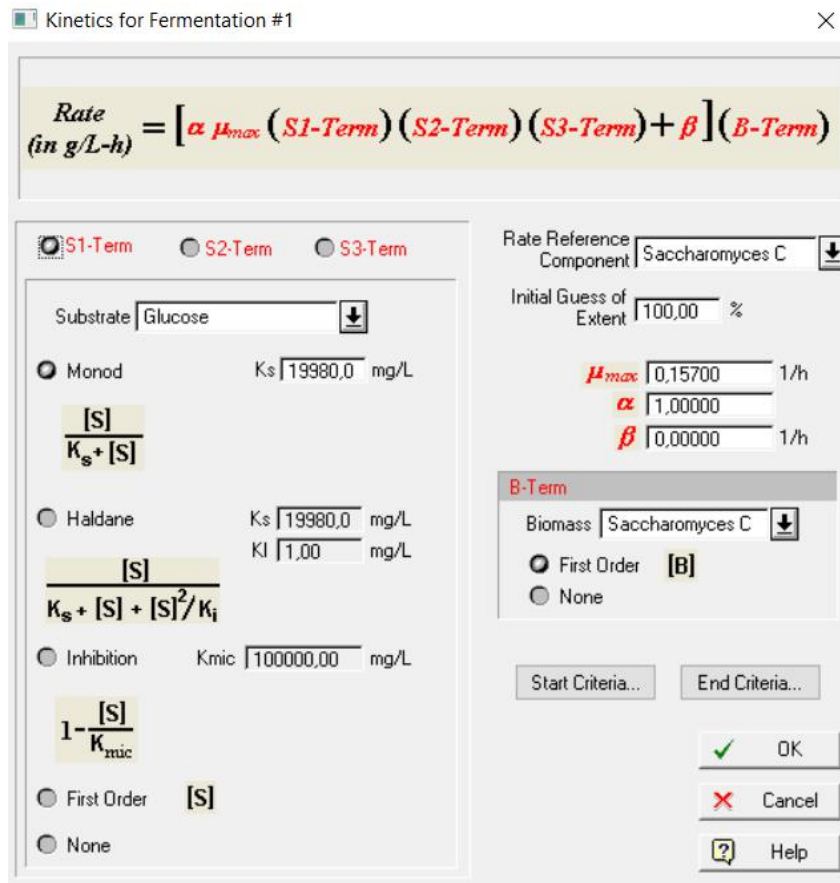 Kinetics for Fermentation #1
Rate (in g/L-h) = [α μmax (S1-Term) (S2-Term) (S3-Term) + β] (B-Term)
S1-Term S2-Term S3-Term
Substrate Glucose
Monod Ks 19980,0 mg/L
[S]
Ks + [S]
Haldane Ks 19980,0 mg/L
KI 1,00 mg/L
[S]
Ks + [S] + [S]²/Ki
Inhibition Kmic 100000,00 mg/L
1- [S]
Kmic
First Order [S]
None
Rate Reference
Component Saccharomyces C
Initial Guess of
Extent 100,00 %
μmax 0,15700 1/h
α 1,00000
β 0,00000 1/h
B-Term
Biomass Saccharomyces C
First Order [B]
None
Start Criteria... End Criteria...
OK
Cancel
Help